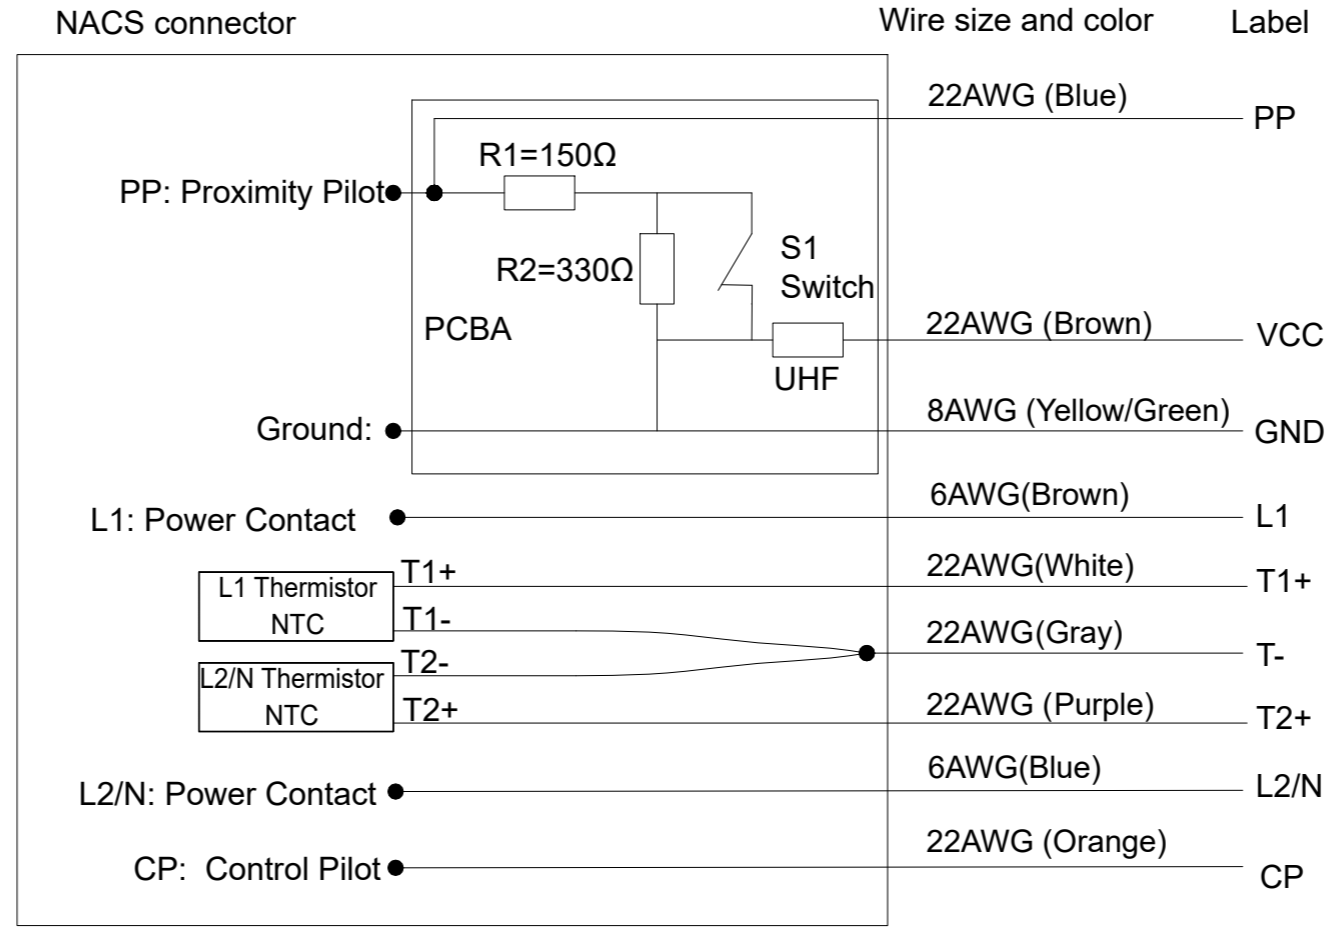 NACS connector
Wire size and color
Label
22AWG (Blue)
PP
R1=150Ω
PP: Proximity Pilot
S1
Switch
R2=330Ω
PCBA
22AWG (Brown)
VCC
UHF
8AWG (Yellow/Green)
Ground:
GND
6AWG(Brown)
L1: Power Contact
L1
22AWG(White)
T1+
L1 Thermistor
NTC
T1+
T1-
22AWG(Gray)
T-
L2/N Thermistor
NTC
T2-
T2+
22AWG (Purple)
T2+
6AWG(Blue)
L2/N: Power Contact
L2/N
22AWG (Orange)
CP: Control Pilot
CP